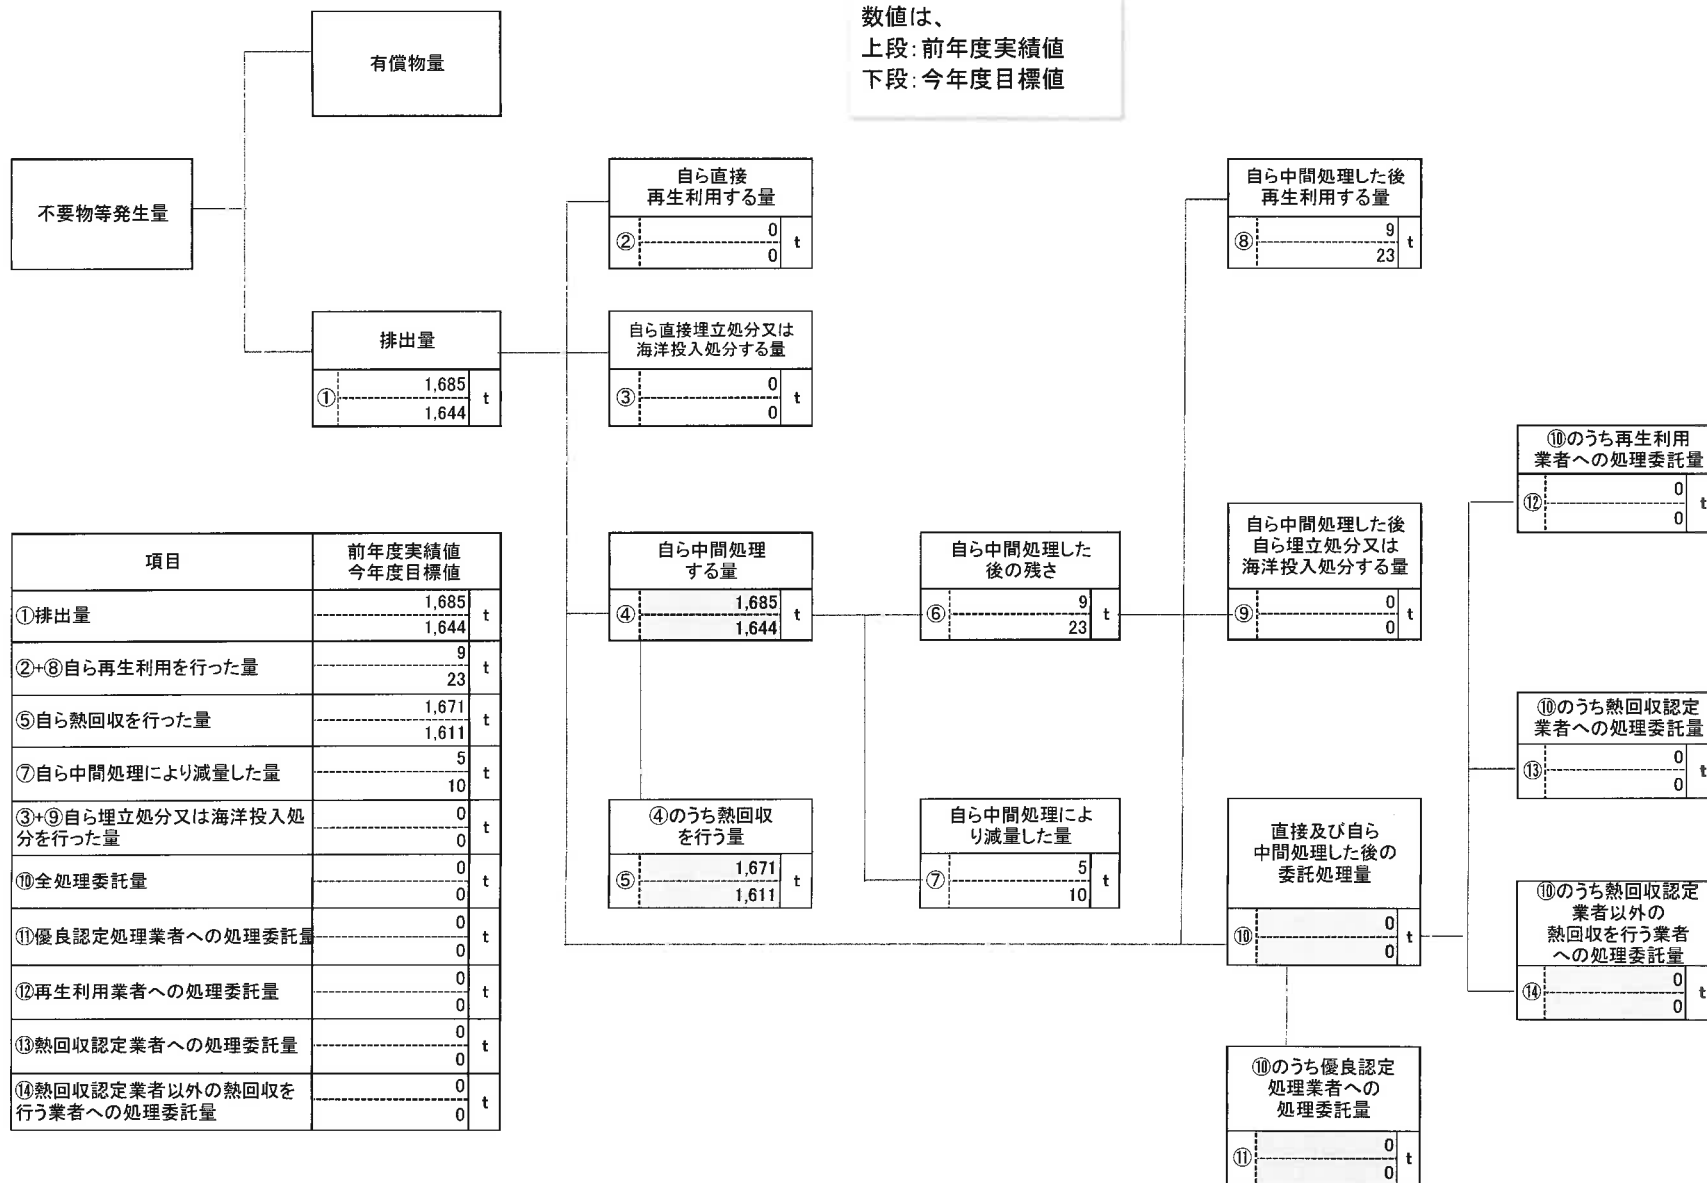 数値は、
上段:前年度実績値
下段:今年度目標値
有償物量
不要物等発生量
排出量
① 1,685 t
1,644
自ら直接
再生利用する量
② 0 t
0
自ら直接埋立処分又は
海洋投入処分する量
③ 0 t
0
自ら中間処理した後
再生利用する量
⑧ 9 t
23
自ら中間処理
する量
④ 1,685 t
1,644
自ら中間処理した
後の残さ
⑥ 9 t
23
自ら中間処理した後
自ら埋立処分又は
海洋投入処分する量
⑨ 0 t
0
④のうち熱回収
を行う量
⑤ 1,671 t
1,611
自ら中間処理によ
り減量した量
⑦ 5 t
10
直接及び自ら
中間処理した後の
委託処理量
⑩ 0 t
0
⑩のうち優良認定
処理業者への
処理委託量
⑪ 0 t
0
⑩のうち再生利用
業者への処理委託量
⑫ 0 t
0
⑩のうち熱回収認定
業者への処理委託量
⑬ 0 t
0
⑩のうち熱回収認定
業者以外の
熱回収を行う業者
への処理委託量
⑭ 0 t
0
項目 前年度実績値
今年度目標値
①排出量 1,685 t
1,644
②+⑧自ら再生利用を行った量 9 t
23
⑤自ら熱回収を行った量 1,671 t
1,611
⑦自ら中間処理により減量した量 5 t
10
③+⑨自ら埋立処分又は海洋投入処 0 t
分を行った量 0
⑩全処理委託量 0 t
0
⑪優良認定処理業者への処理委託量 0 t
0
⑫再生利用業者への処理委託量 0 t
0
⑬熱回収認定業者への処理委託量 0 t
0
⑭熱回収認定業者以外の熱回収を 0 t
行う業者への処理委託量 0